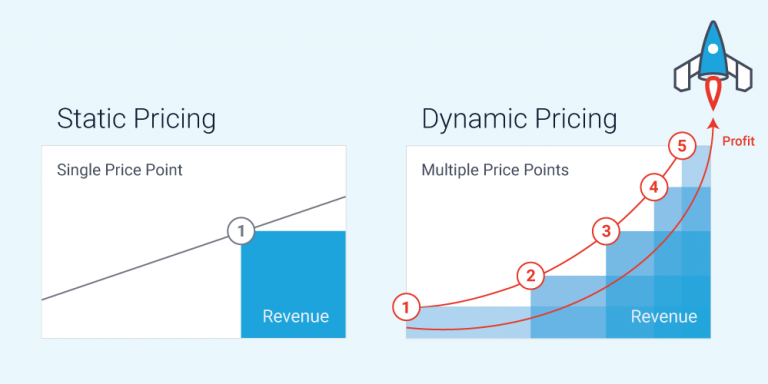 Static Pricing
Single Price Point
1
Revenue
Dynamic Pricing
Multiple Price Points
1
2
3
4
5
Profit
Revenue